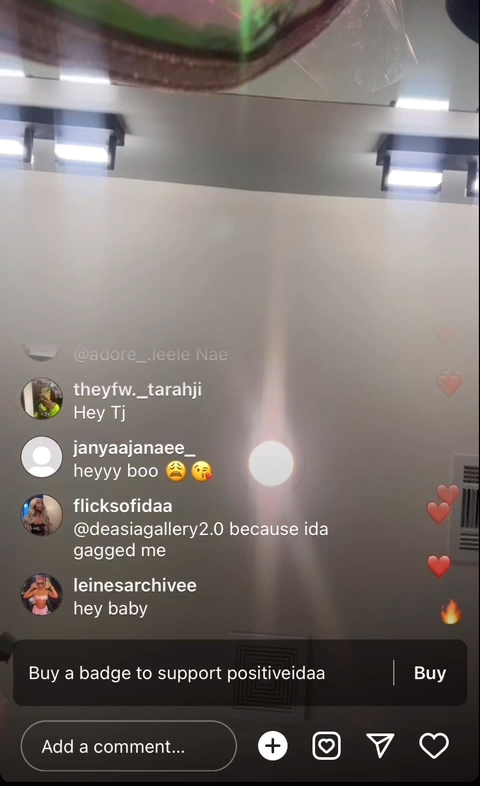 @adore_.leele Nae
theyfw._tarahji
Hey Tj
janyaajanaee_
heyyy boo 😩😘
flicksofidaa
@deasiagallery2.0 because ida
gagged me
leinesarchivee
hey baby
Buy a badge to support positiveidaa
Buy
Add a comment...